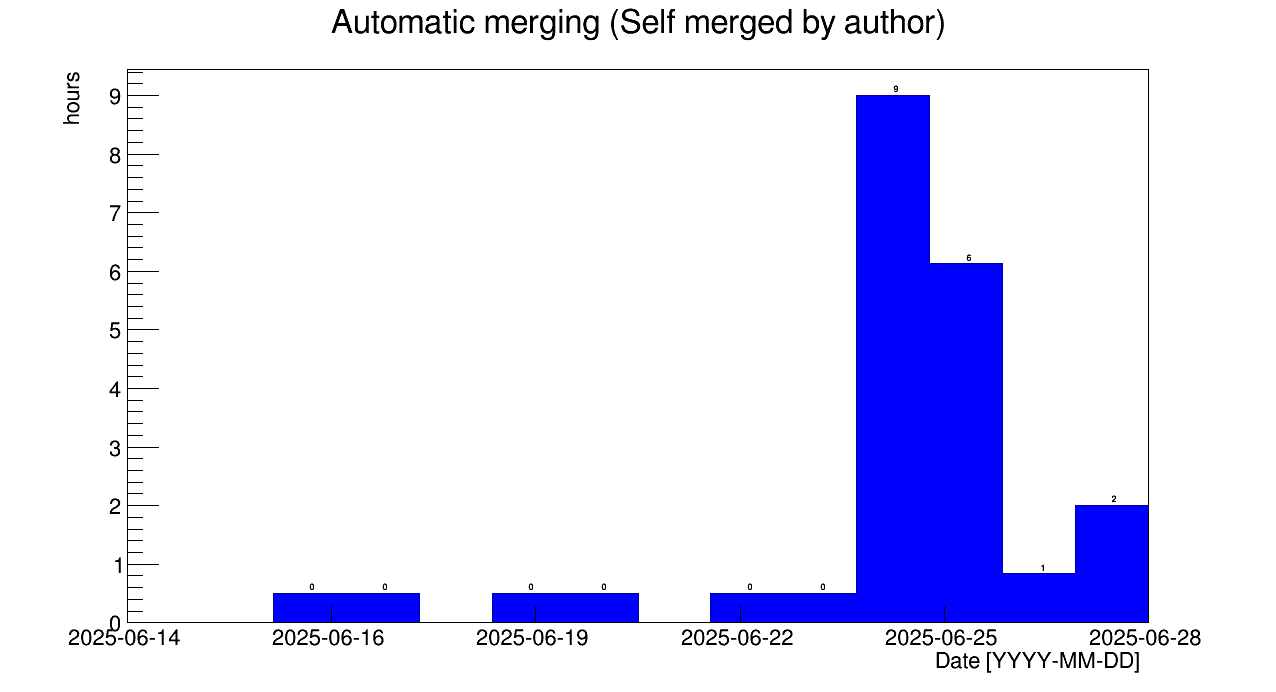 Automatic merging (Self merged by author)
hours
9
8
7
6
5
4
3
2
1
0
0 0 0 0 0 0 9 6 1 2
2025-06-14 2025-06-16 2025-06-19 2025-06-22 2025-06-25 2025-06-28
Date [YYYY-MM-DD]